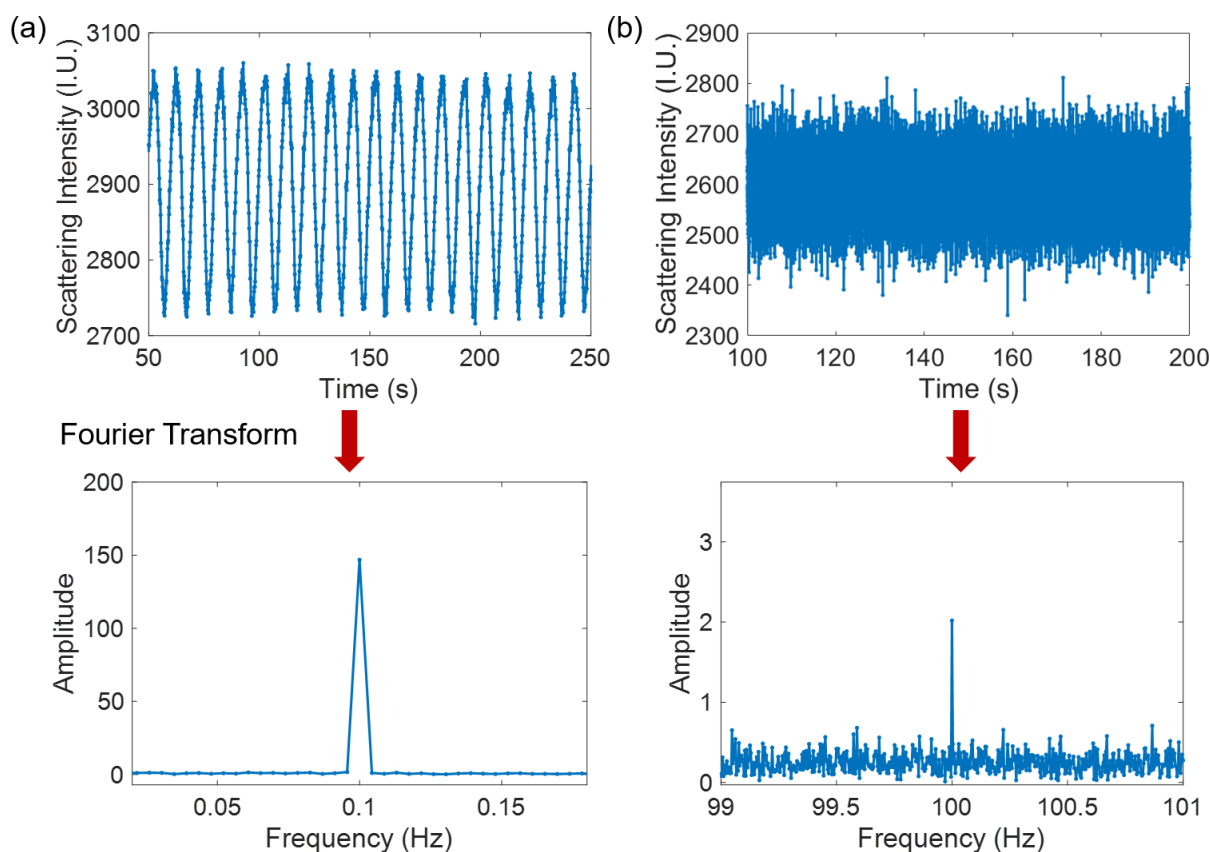 (a)
Scattering Intensity (I.U.)
3100
3000
2900
2800
2700
50 100 150 200 250
Time (s)
(b)
Scattering Intensity (I.U.)
2900
2800
2700
2600
2500
2400
2300
100 120 140 160 180 200
Time (s)
Fourier Transform
Amplitude
200
150
100
50
0
0.05 0.1 0.15
Frequency (Hz)
Amplitude
3
2
1
0
99 99.5 100 100.5 101
Frequency (Hz)